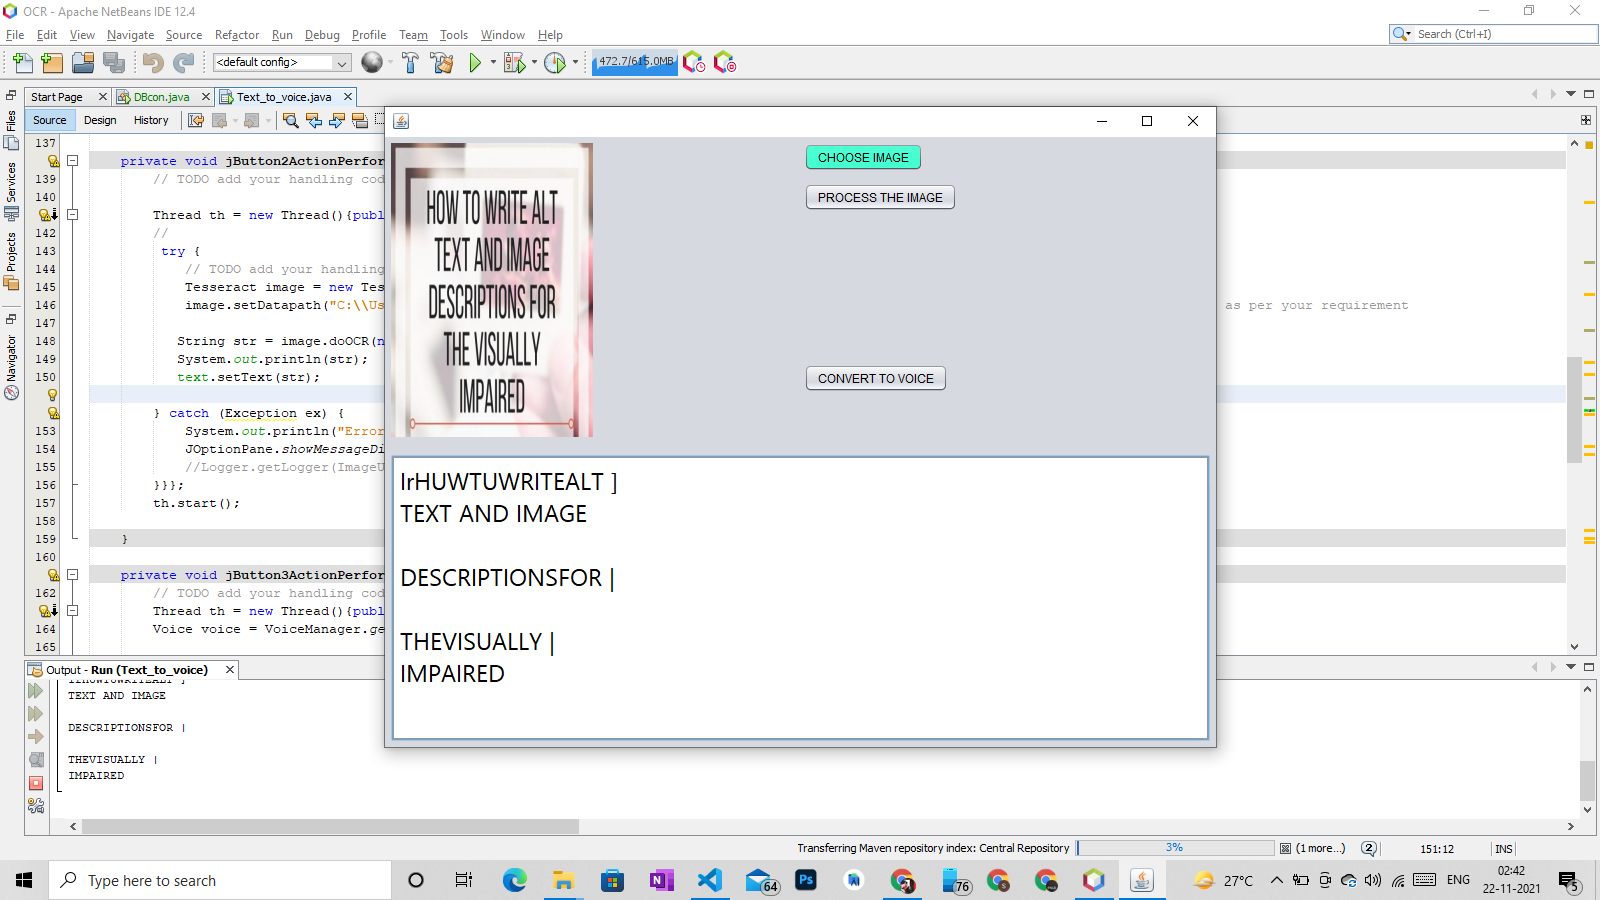 OCR - Apache NetBeans IDE 12.4
File Edit View Navigate Source Refactor Run Debug Profile Team Tools Window Help
Search (Ctrl+I)
<default config>
472.7/615.0MB
Start Page DBcon.java Text_to_voice.java
Source Design History
Files
Services
Projects
Navigator
137
private void jButton2ActionPerfor
139 // TODO add your handling cod
140
Thread th = new Thread(){publ
142 //
143 try {
144 // TODO add your handling
145 Tesseract image = new Tes
146 image.setDatapath("C:\\Us as per your requirement
147
148 String str = image.doOCR(n
149 System.out.println(str);
150 text.setText(str);
} catch (Exception ex) {
153 System.out.println("Error
154 JOptionPane.showMessageDi
155 //Logger.getLogger(ImageU
156 }}};
157 th.start();
158
159 }
160
private void jButton3ActionPerfor
162 // TODO add your handling cod
Thread th = new Thread(){publ
164 Voice voice = VoiceManager.ge
165
HOW TO WRITE ALT
TEXT AND IMAGE
DESCRIPTIONS FOR
THE VISUALLY
IMPAIRED
CHOOSE IMAGE
PROCESS THE IMAGE
CONVERT TO VOICE
IrHUWTUWRITEALT ]
TEXT AND IMAGE
DESCRIPTIONSFOR |
THEVISUALLY |
IMPAIRED
Output - Run (Text_to_voice)
IrHUWTUWRITEALT ]
TEXT AND IMAGE
DESCRIPTIONSFOR |
THEVISUALLY |
IMPAIRED
Transferring Maven repository index: Central Repository 3% (1 more...) 2 151:12 INS
Type here to search
64
76
27°C ENG
02:42
22-11-2021
5